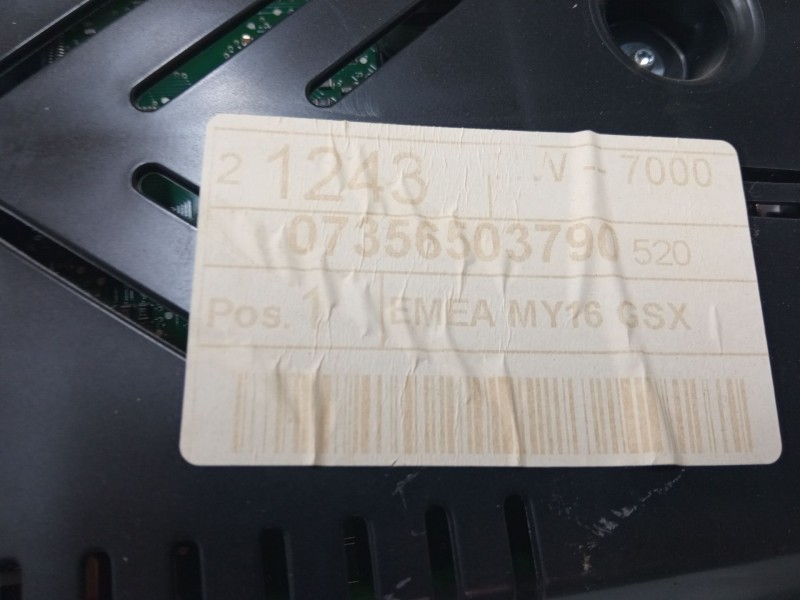 2 1243 V - 7000
07356503790 520
Pos. 1 EMEA MY16 GSX